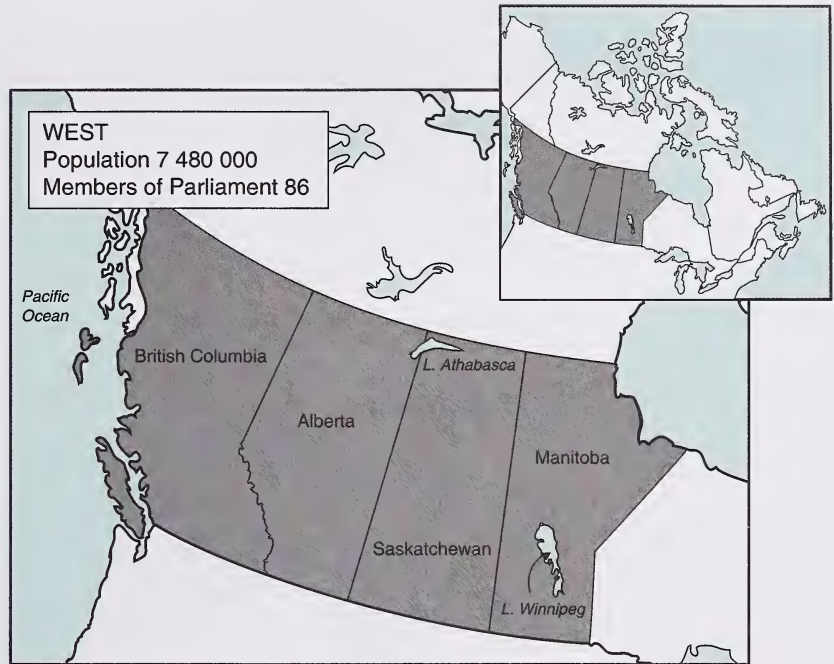 WEST
Population 7 480 000
Members of Parliament 86
Pacific
Ocean
British Columbia
L. Athabasca
Alberta
Manitoba
Saskatchewan
L. Winnipeg